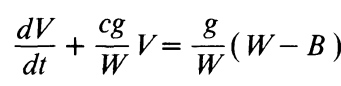 dV/dt + cg/W V = g/W (W − B)